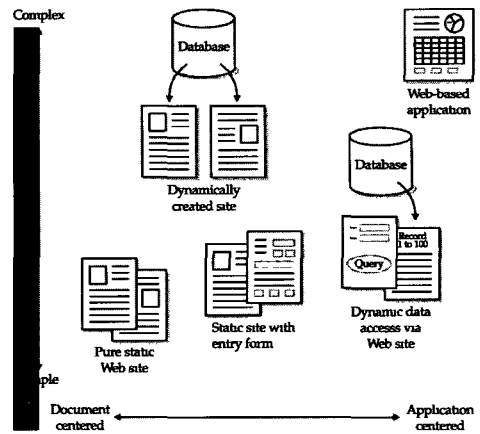 Complex
Database
Web-based
application
Dynamically
created site
Database
Record
1 to 100
Query
Pure static
Web site
Static site with
entry form
Dynamic data
accesss via
Web site
Document
centered
Application
centered